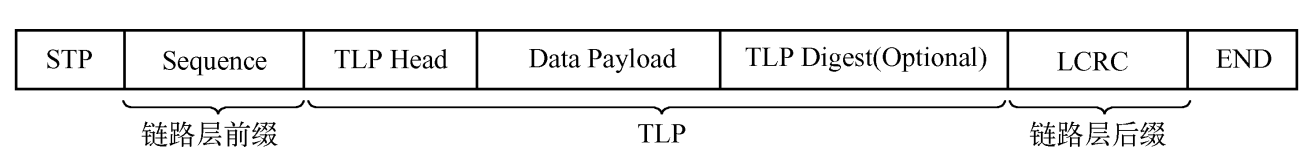 STP Sequence TLP Head Data Payload TLP Digest(Optional) LCRC END
链路层前缀 TLP 链路层后缀